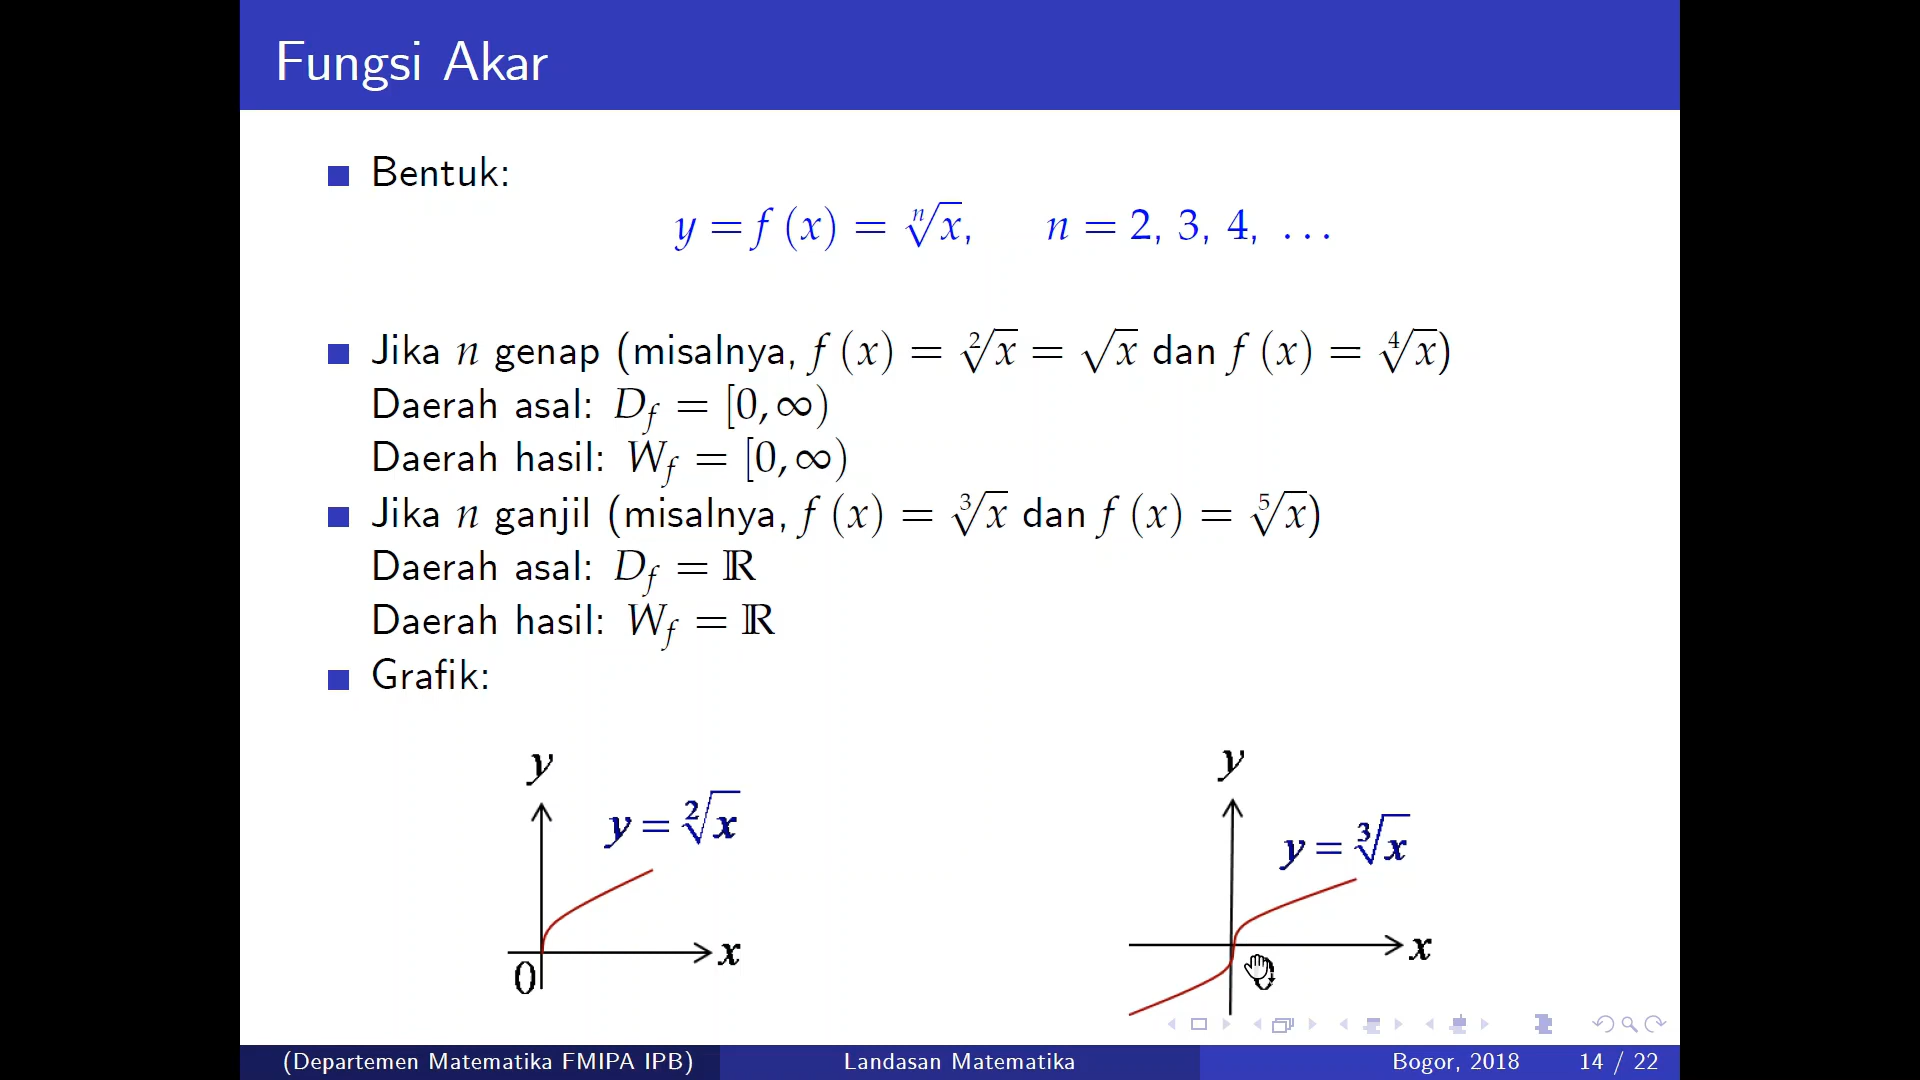 Fungsi Akar
Bentuk:
y = f (x) = ⁿ√x, n = 2, 3, 4, ...
Jika n genap (misalnya, f (x) = ²√x = √x dan f (x) = ⁴√x)
Daerah asal: D_f = [0, ∞)
Daerah hasil: W_f = [0, ∞)
Jika n ganjil (misalnya, f (x) = ³√x dan f (x) = ⁵√x)
Daerah asal: D_f = ℝ
Daerah hasil: W_f = ℝ
Grafik:
y
y = ²√x
x
0
y
y = ³√x
x
0
(Departemen Matematika FMIPA IPB) Landasan Matematika Bogor, 2018 14 / 22